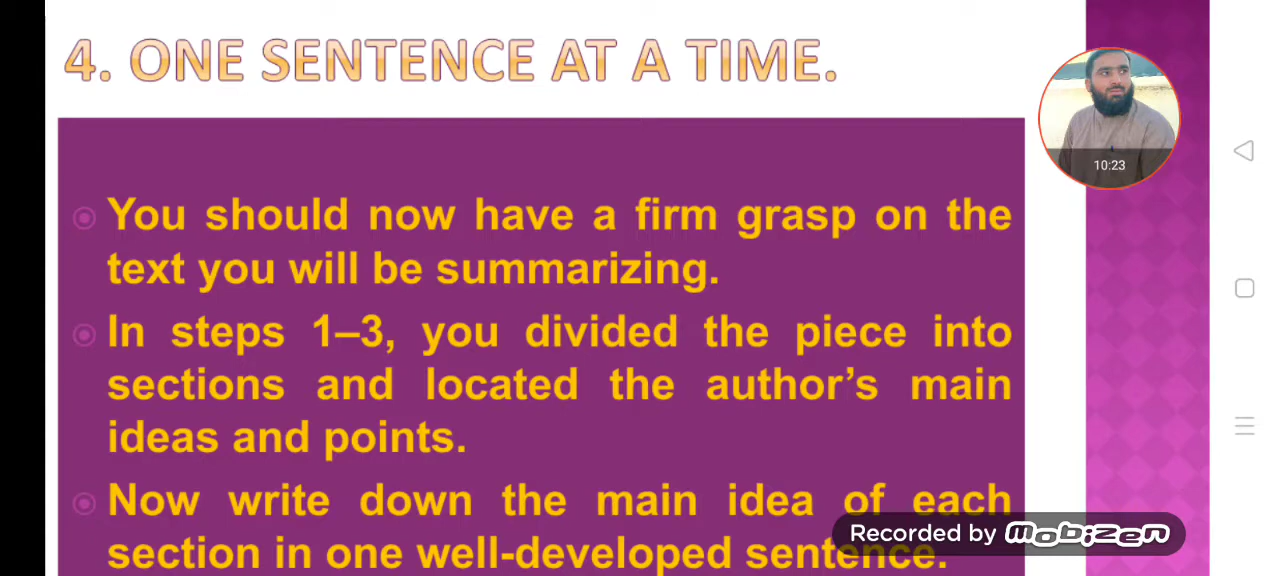 4. ONE SENTENCE AT A TIME.
10:23
You should now have a firm grasp on the
text you will be summarizing.
In steps 1–3, you divided the piece into
sections and located the author’s main
ideas and points.
Now write down the main idea of each
section in one well-developed sentence.
Recorded by mobizen